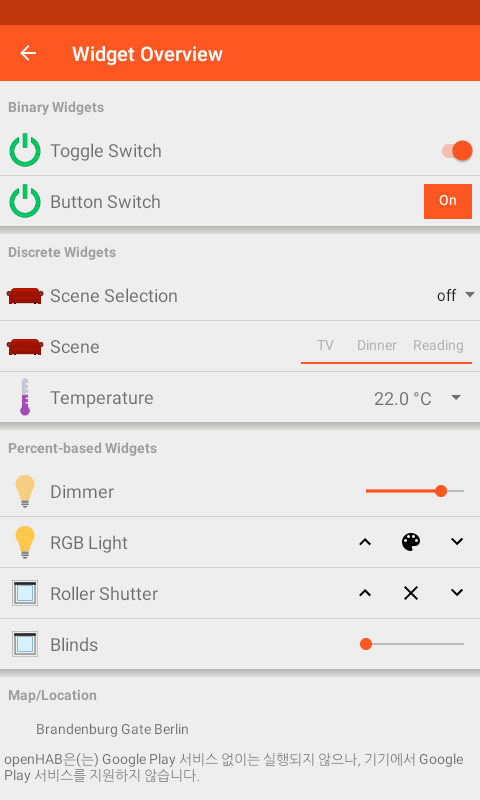 Widget Overview
Binary Widgets
Toggle Switch
Button Switch On
Discrete Widgets
Scene Selection off
Scene TV Dinner Reading
Temperature 22.0 °C
Percent-based Widgets
Dimmer
RGB Light
Roller Shutter
Blinds
Map/Location
Brandenburg Gate Berlin
openHAB은(는) Google Play 서비스 없이는 실행되지 않으나, 기기에서 Google
Play 서비스를 지원하지 않습니다.